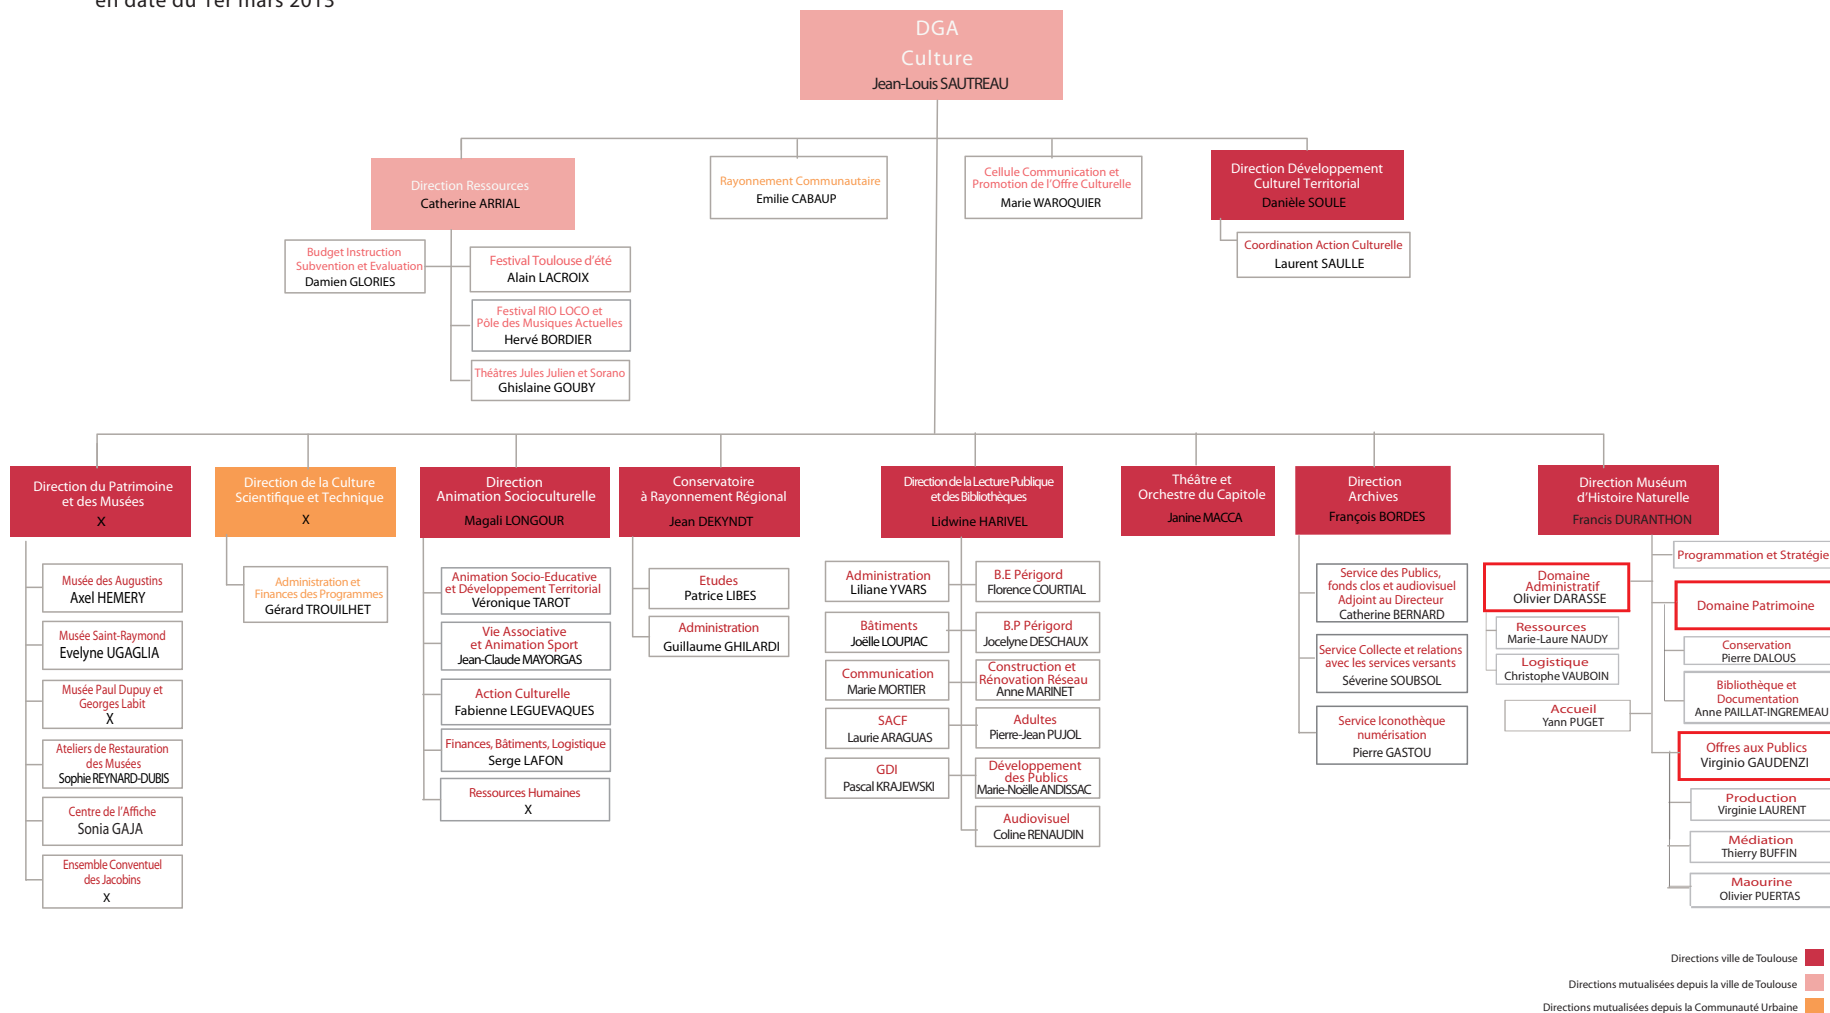 en date du 1er mars 2013
DGA
Culture
Jean-Louis SAUTREAU
Direction Ressources
Catherine ARRIAL
Rayonnement Communautaire
Emilie CABAUP
Cellule Communication et
Promotion de l'Offre Culturelle
Marie WAROQUIER
Direction Développement
Culturel Territorial
Danièle SOULE
Budget Instruction
Subvention et Evaluation
Damien GLORIES
Festival Toulouse d'été
Alain LACROIX
Festival RIO LOCO et
Pôle des Musiques Actuelles
Hervé BORDIER
Théâtres Jules Julien et Sorano
Ghislaine GOUBY
Coordination Action Culturelle
Laurent SAULLE
Direction du Patrimoine
et des Musées
X
Musée des Augustins
Axel HEMERY
Musée Saint-Raymond
Evelyne UGAGLIA
Musée Paul Dupuy et
Georges Labit
X
Ateliers de Restauration
des Musées
Sophie REYNARD-DUBIS
Centre de l'Affiche
Sonia GAJA
Ensemble Conventuel
des Jacobins
X
Direction de la Culture
Scientifique et Technique
X
Administration et
Finances des Programmes
Gérard TROUILHET
Direction
Animation Socioculturelle
Magali LONGOUR
Animation Socio-Educative
et Développement Territorial
Véronique TAROT
Vie Associative
et Animation Sport
Jean-Claude MAYORGAS
Action Culturelle
Fabienne LEGUEVAQUES
Finances, Bâtiments, Logistique
Serge LAFON
Ressources Humaines
X
Conservatoire
à Rayonnement Régional
Jean DEKYNDT
Etudes
Patrice LIBES
Administration
Guillaume GHILARDI
Direction de la Lecture Publique
et des Bibliothèques
Lidwine HARIVEL
Administration
Liliane YVARS
Bâtiments
Joëlle LOUPIAC
Communication
Marie MORTIER
SACF
Laurie ARAGUAS
GDI
Pascal KRAJEWSKI
B.E Périgord
Florence COURTIAL
B.P Périgord
Jocelyne DESCHAUX
Construction et
Rénovation Réseau
Anne MARINET
Adultes
Pierre-Jean PUJOL
Développement
des Publics
Marie-Noëlle ANDISSAC
Audiovisuel
Coline RENAUDIN
Théâtre et
Orchestre du Capitole
Janine MACCA
Direction
Archives
François BORDES
Service des Publics,
fonds clos et audiovisuel
Adjoint au Directeur
Catherine BERNARD
Service Collecte et relations
avec les services versants
Séverine SOUBSOL
Service Iconothèque
numérisation
Pierre GASTOU
Direction Muséum
d'Histoire Naturelle
Francis DURANTHON
Programmation et Stratégie
Domaine
Administratif
Olivier DARASSE
Ressources
Marie-Laure NAUDY
Logistique
Christophe VAUBOIN
Accueil
Yann PUGET
Domaine Patrimoine
Conservation
Pierre DALOUS
Bibliothèque et
Documentation
Anne PAILLAT-INGREMEAU
Offres aux Publics
Virginio GAUDENZI
Production
Virginie LAURENT
Médiation
Thierry BUFFIN
Maourine
Olivier PUERTAS
Directions ville de Toulouse
Directions mutualisées depuis la ville de Toulouse
Directions mutualisées depuis la Communauté Urbaine